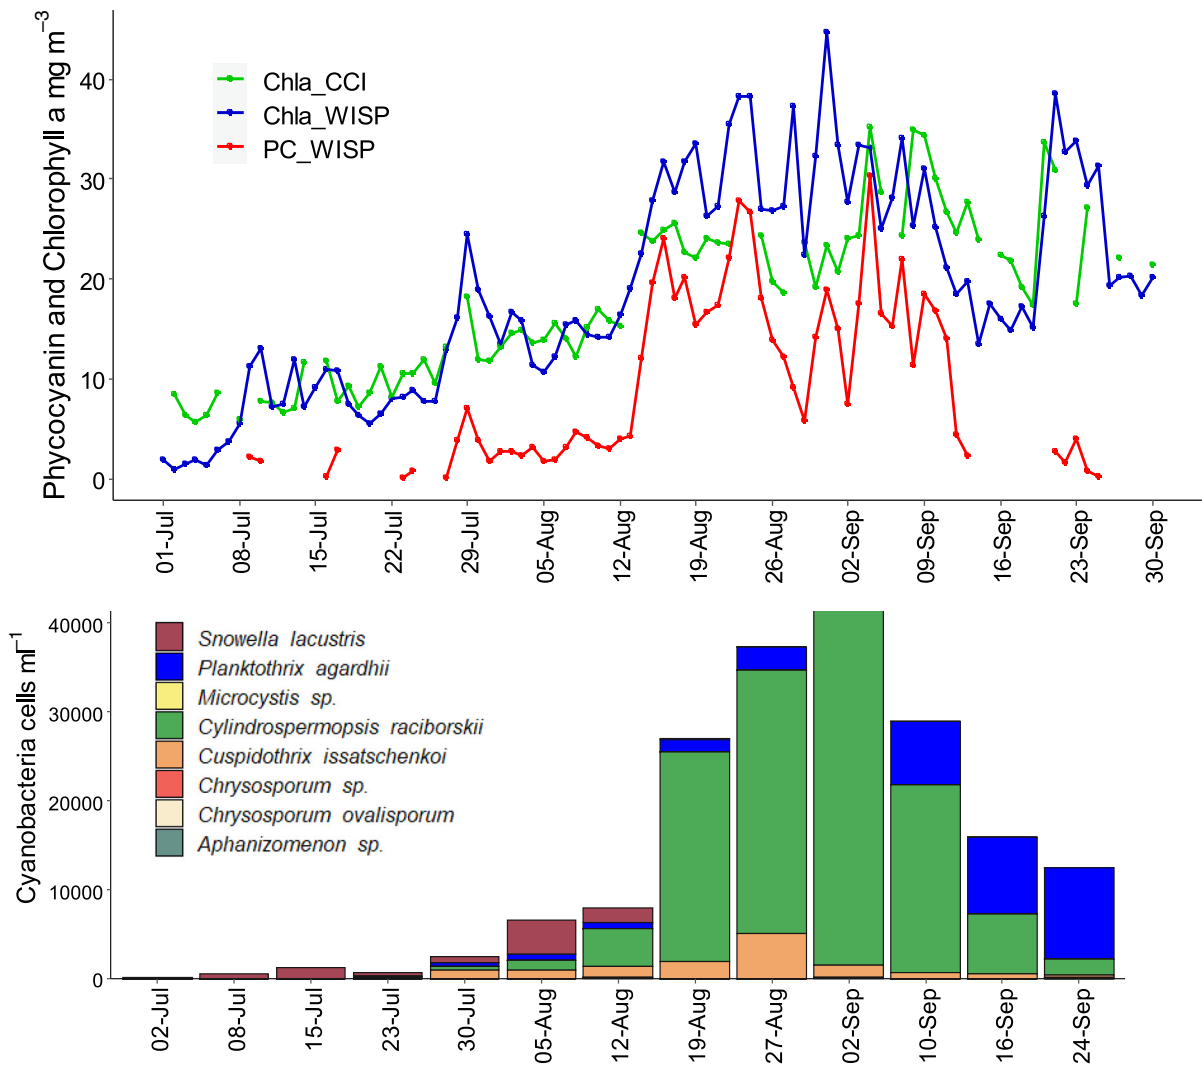 Phycocyanin and Chlorophyll a mg m⁻³
40
30
20
10
0
Chla_CCI
Chla_WISP
PC_WISP
01-Jul
08-Jul
15-Jul
22-Jul
29-Jul
05-Aug
12-Aug
19-Aug
26-Aug
02-Sep
09-Sep
16-Sep
23-Sep
30-Sep
Cyanobacteria cells ml⁻¹
40000
30000
20000
10000
0
Snowella lacustris
Planktothrix agardhii
Microcystis sp.
Cylindrospermopsis raciborskii
Cuspidothrix issatschenkoi
Chrysosporum sp.
Chrysosporum ovalisporum
Aphanizomenon sp.
02-Jul
08-Jul
15-Jul
23-Jul
30-Jul
05-Aug
12-Aug
19-Aug
27-Aug
02-Sep
10-Sep
16-Sep
24-Sep